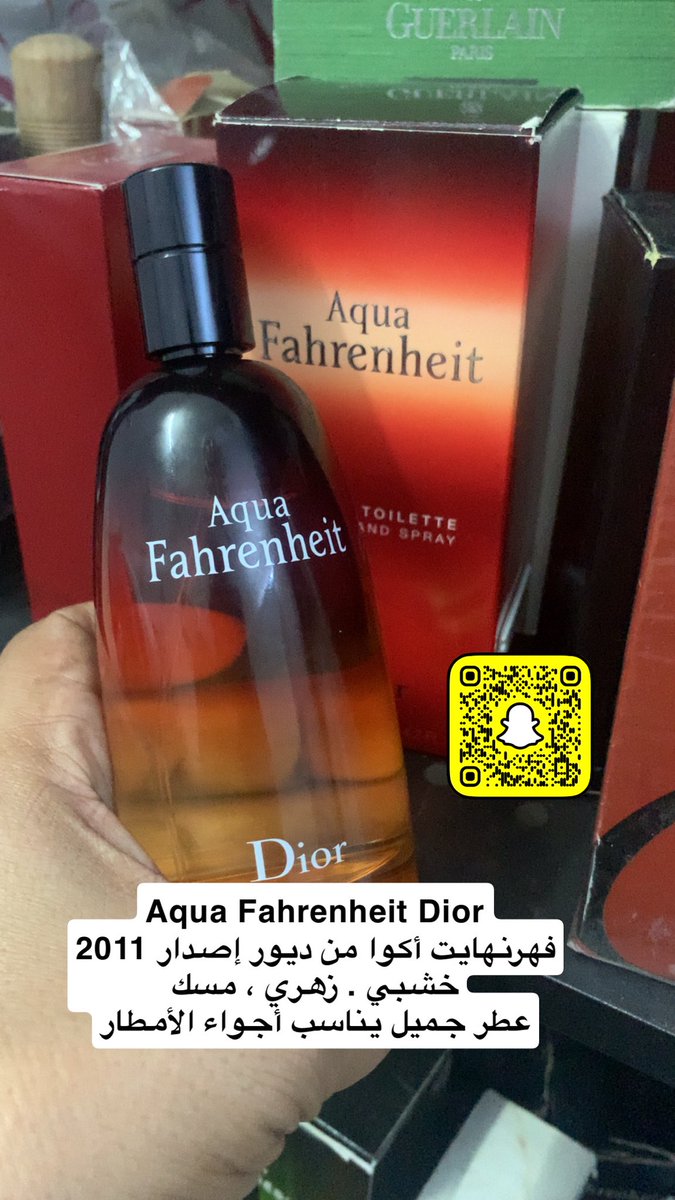 GUERLAIN
PARIS
Aqua
Fahrenheit
TOILETTE
AND SPRAY
Aqua
Fahrenheit
Dior
Aqua Fahrenheit Dior
فهرنهايت أكوا من ديور إصدار 2011
خشبي . زهري ، مسك
عطر جميل يناسب أجواء الأمطار